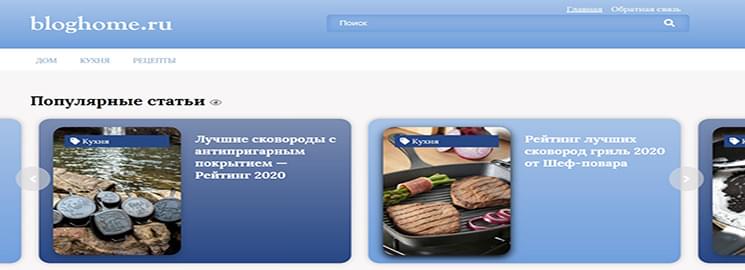 Главная Обратная связь
bloghome.ru
Поиск
ДОМ КУХНЯ РЕЦЕПТЫ
Популярные статьи
Кухня
Лучшие сковороды с
антипригарным
покрытием —
Рейтинг 2020
Кухня
Рейтинг лучших
сковород гриль 2020
от Шеф-повара